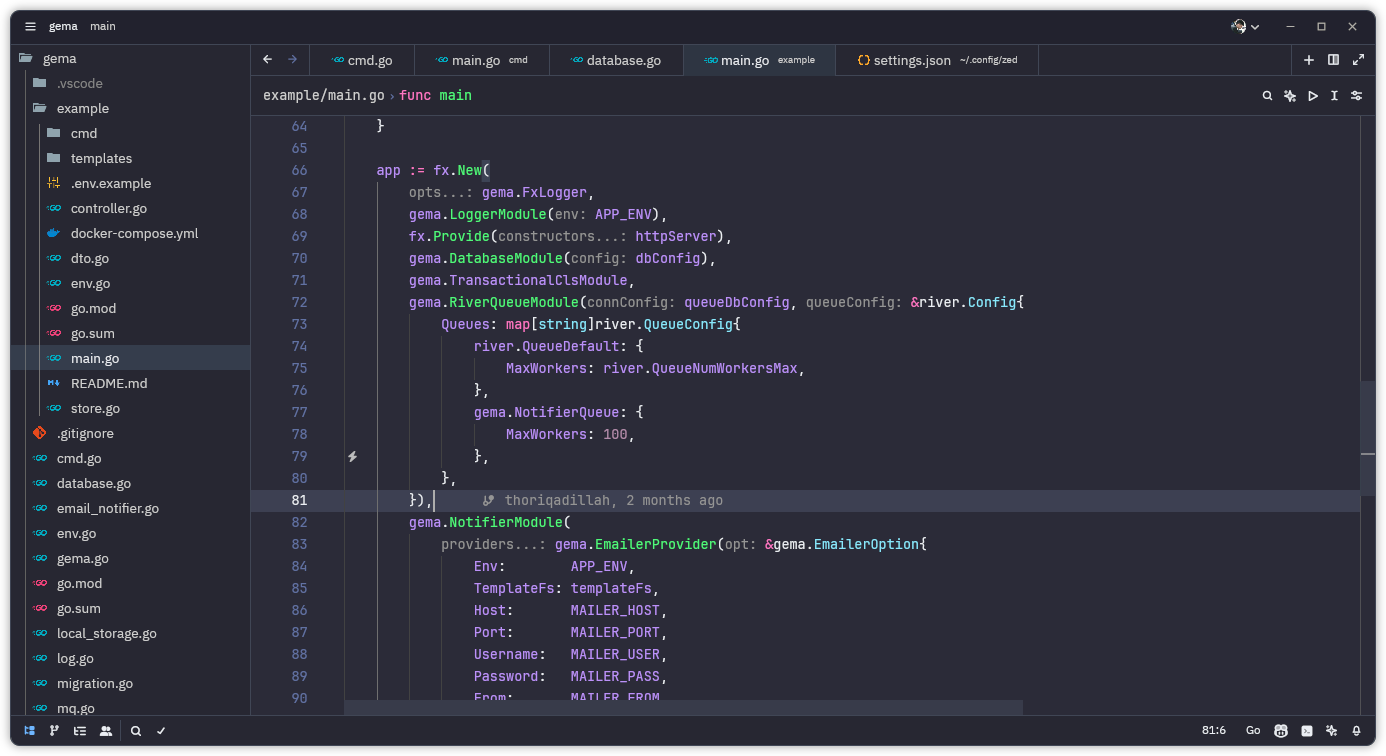 gema main
gema
.vscode
example
cmd
templates
.env.example
controller.go
docker-compose.yml
dto.go
env.go
go.mod
go.sum
main.go
README.md
store.go
.gitignore
cmd.go
database.go
email_notifier.go
env.go
gema.go
go.mod
go.sum
local_storage.go
log.go
migration.go
mq.go
cmd.go
main.go cmd
database.go
main.go example
settings.json ~/.config/zed
example/main.go › func main
64 }
65
66 app := fx.New(
67 opts...: gema.FxLogger,
68 gema.LoggerModule(env: APP_ENV),
69 fx.Provide(constructors...: httpServer),
70 gema.DatabaseModule(config: dbConfig),
71 gema.TransactionalClsModule,
72 gema.RiverQueueModule(connConfig: queueDbConfig, queueConfig: &river.Config{
73 Queues: map[string]river.QueueConfig{
74 river.QueueDefault: {
75 MaxWorkers: river.QueueNumWorkersMax,
76 },
77 gema.NotifierQueue: {
78 MaxWorkers: 100,
79 },
80 },
81 }), thoriqadillah, 2 months ago
82 gema.NotifierModule(
83 providers...: gema.EmailerProvider(opt: &gema.EmailerOption{
84 Env: APP_ENV,
85 TemplateFs: templateFs,
86 Host: MAILER_HOST,
87 Port: MAILER_PORT,
88 Username: MAILER_USER,
89 Password: MAILER_PASS,
90 From: MAILER_FROM
81:6 Go